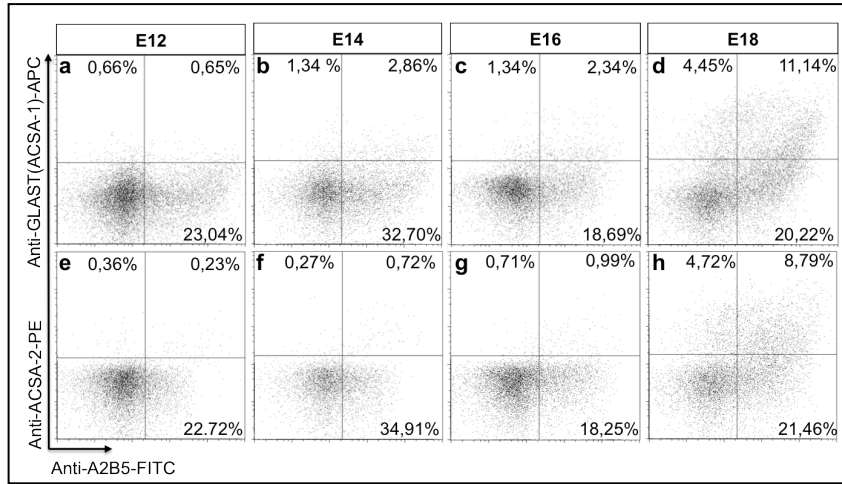 E12 E14 E16 E18
Anti-GLAST(ACSA-1)-APC
a 0,66% 0,65%
23,04%
b 1,34 % 2,86%
32,70%
c 1,34% 2,34%
18,69%
d 4,45% 11,14%
20,22%
Anti-ACSA-2-PE
e 0,36% 0,23%
22.72%
f 0,27% 0,72%
34,91%
g 0,71% 0,99%
18,25%
h 4,72% 8,79%
21,46%
Anti-A2B5-FITC